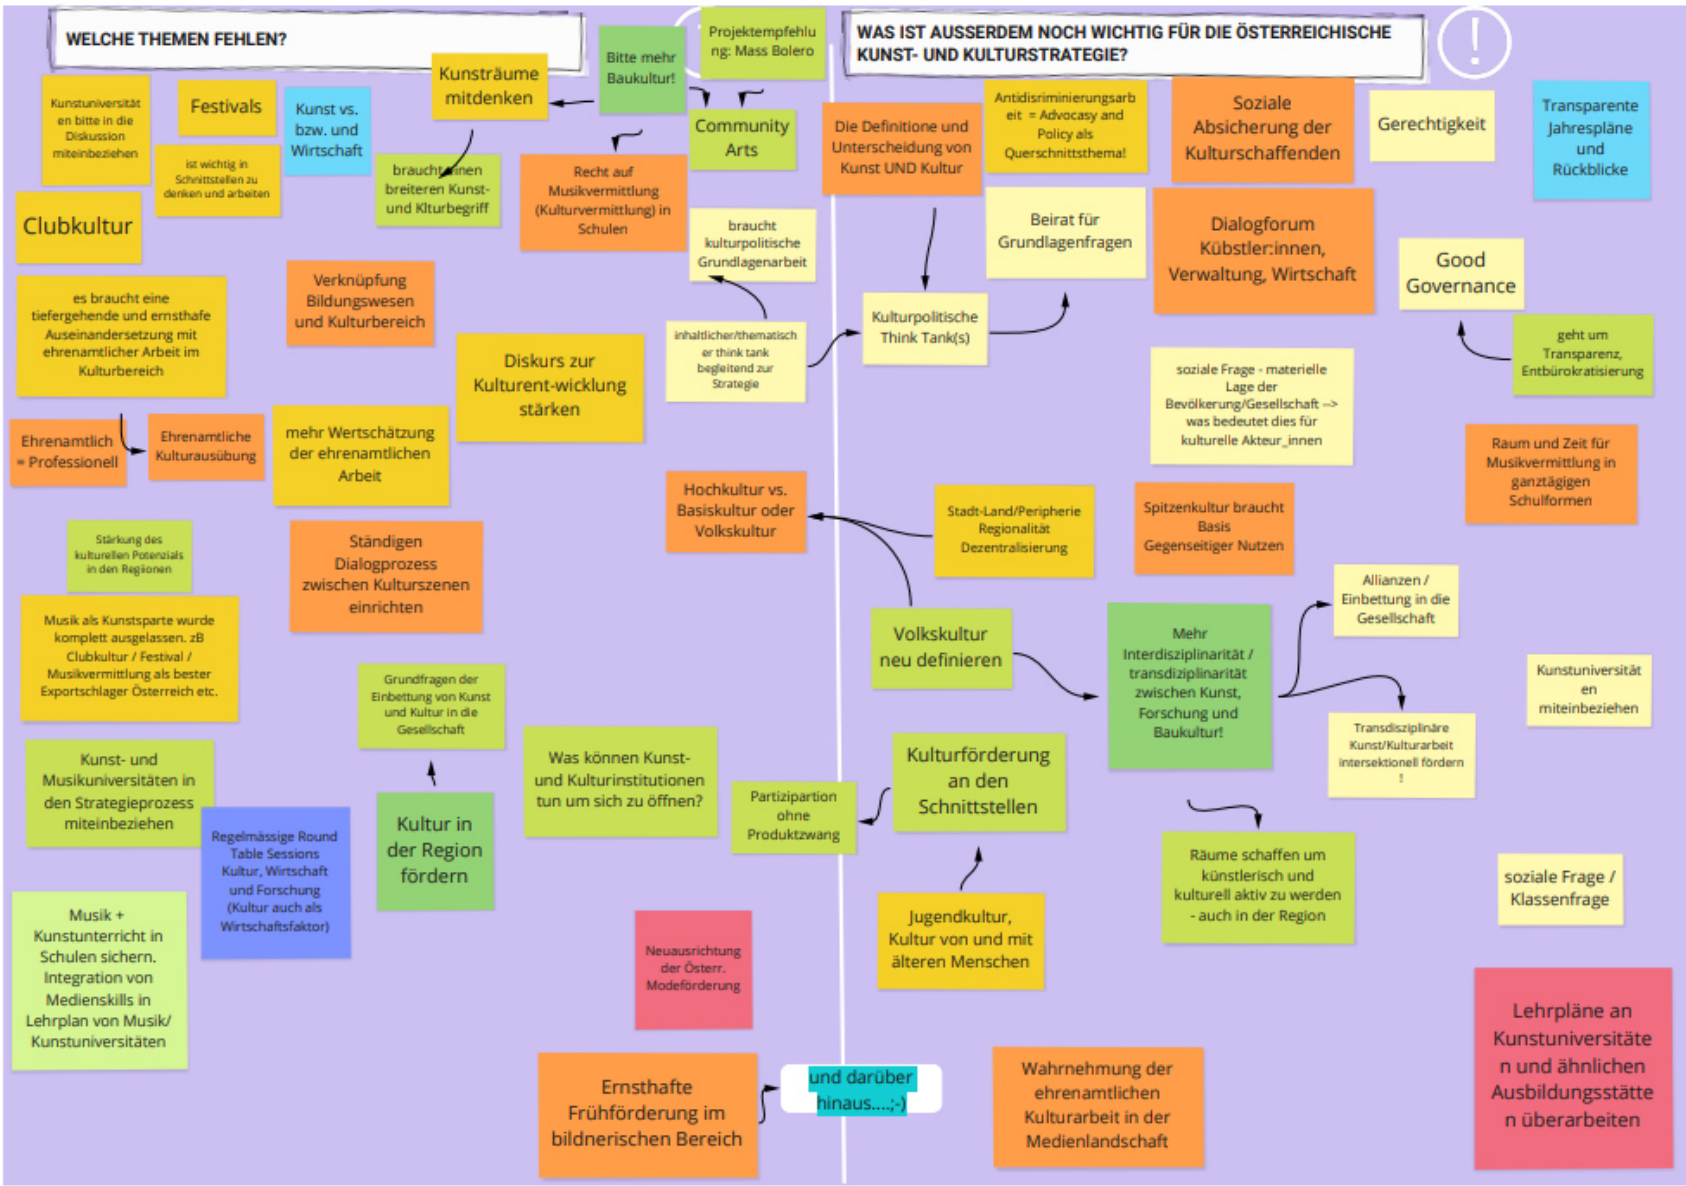 WELCHE THEMEN FEHLEN?
Kunstuniversität
en bitte in die
Diskussion
miteinbeziehen
Festivals
ist wichtig in
Schnittstellen zu
denken und arbeiten
Kunst vs.
bzw. und
Wirtschaft
Kunsträume
mitdenken
Bitte mehr
Baukultur!
Projektempfehlu
ng: Mass Bolero
Community
Arts
braucht einen
breiteren Kunst-
und Klturbegriff
Recht auf
Musikvermittlung
(Kulturvermittlung) in
Schulen
Clubkultur
braucht
kulturpolitische
Grundlagenarbeit
es braucht eine
tiefergehende und ernsthafe
Auseinandersetzung mit
ehrenamtlicher Arbeit im
Kulturbereich
Verknüpfung
Bildungswesen
und Kulturbereich
Diskurs zur
Kulturent-wicklung
stärken
inhaltlicher/thematisch
er think tank
begleitend zur
Strategie
Ehrenamtlich
= Professionell
Ehrenamtliche
Kulturausübung
mehr Wertschätzung
der ehrenamtlichen
Arbeit
Hochkultur vs.
Basiskultur oder
Volkskultur
Stärkung des
kulturellen Potenzials
in den Regiionen
Ständigen
Dialogprozess
zwischen Kulturszenen
einrichten
Musik als Kunstsparte wurde
komplett ausgelassen. zB
Clubkultur / Festival /
Musikvermittlung als bester
Exportschlager Österreich etc.
Grundfragen der
Einbettung von Kunst
und Kultur in die
Gesellschaft
Kunst- und
Musikuniversitäten in
den Strategieprozess
miteinbeziehen
Regelmässige Round
Table Sessions
Kultur, Wirtschaft
und Forschung
(Kultur auch als
Wirtschaftsfaktor)
Kultur in
der Region
fördern
Was können Kunst-
und Kulturinstitutionen
tun um sich zu öffnen?
Partizipartion
ohne
Produktzwang
Musik +
Kunstunterricht in
Schulen sichern.
Integration von
Medienskills in
Lehrplan von Musik/
Kunstuniversitäten
Neuausrichtung
der Österr.
Modeförderung
Ernsthafte
Frühförderung im
bildnerischen Bereich
und darüber
hinaus....;-)
WAS IST AUSSERDEM NOCH WICHTIG FÜR DIE ÖSTERREICHISCHE
KUNST- UND KULTURSTRATEGIE?
!
Die Definitione und
Unterscheidung von
Kunst UND Kultur
Antidisriminierungsarb
eit = Advocasy and
Policy als
Querschnittsthema!
Soziale
Absicherung der
Kulturschaffenden
Gerechtigkeit
Transparente
Jahrespläne
und
Rückblicke
Beirat für
Grundlagenfragen
Dialogforum
Kübstler:innen,
Verwaltung, Wirtschaft
Good
Governance
Kulturpolitische
Think Tank(s)
geht um
Transparenz,
Entbürokratisierung
soziale Frage - materielle
Lage der
Bevölkerung/Gesellschaft -->
was bedeutet dies für
kulturelle Akteur_innen
Raum und Zeit für
Musikvermittlung in
ganztägigen
Schulformen
Stadt-Land/Peripherie
Regionalität
Dezentralisierung
Spitzenkultur braucht
Basis
Gegenseitiger Nutzen
Allianzen /
Einbettung in die
Gesellschaft
Volkskultur
neu definieren
Mehr
Interdisziplinarität /
transdiziplinarität
zwischen Kunst,
Forschung und
Baukultur!
Kunstuniversität
en
miteinbeziehen
Transdisziplinäre
Kunst/Kulturarbeit
intersektionell fördern
!
Kulturförderung
an den
Schnittstellen
Räume schaffen um
künstlerisch und
kulturell aktiv zu werden
- auch in der Region
soziale Frage /
Klassenfrage
Jugendkultur,
Kultur von und mit
älteren Menschen
Wahrnehmung der
ehrenamtlichen
Kulturarbeit in der
Medienlandschaft
Lehrpläne an
Kunstuniversitäte
n und ähnlichen
Ausbildungsstätte
n überarbeiten